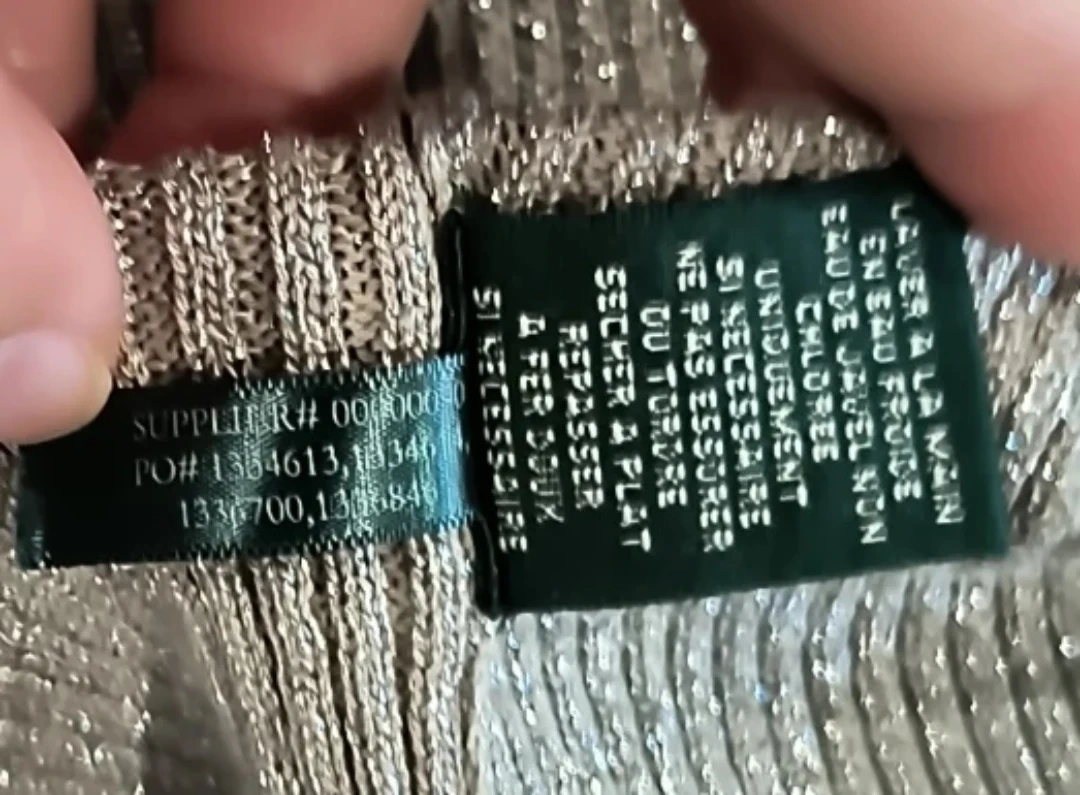 SUPPLIER# 00
PO# 1334613,
1336700,
LAVER A LA MAIN
EN EAU FROIDE
EAU DE JAVEL NON
CHLOREE
UNIQUEMENT
SI NECESSAIRE
NE PAS ESSORER
OU TORDRE
SECHER A PLAT
REPASSER
A FER DOUX
SI NECESSAIRE